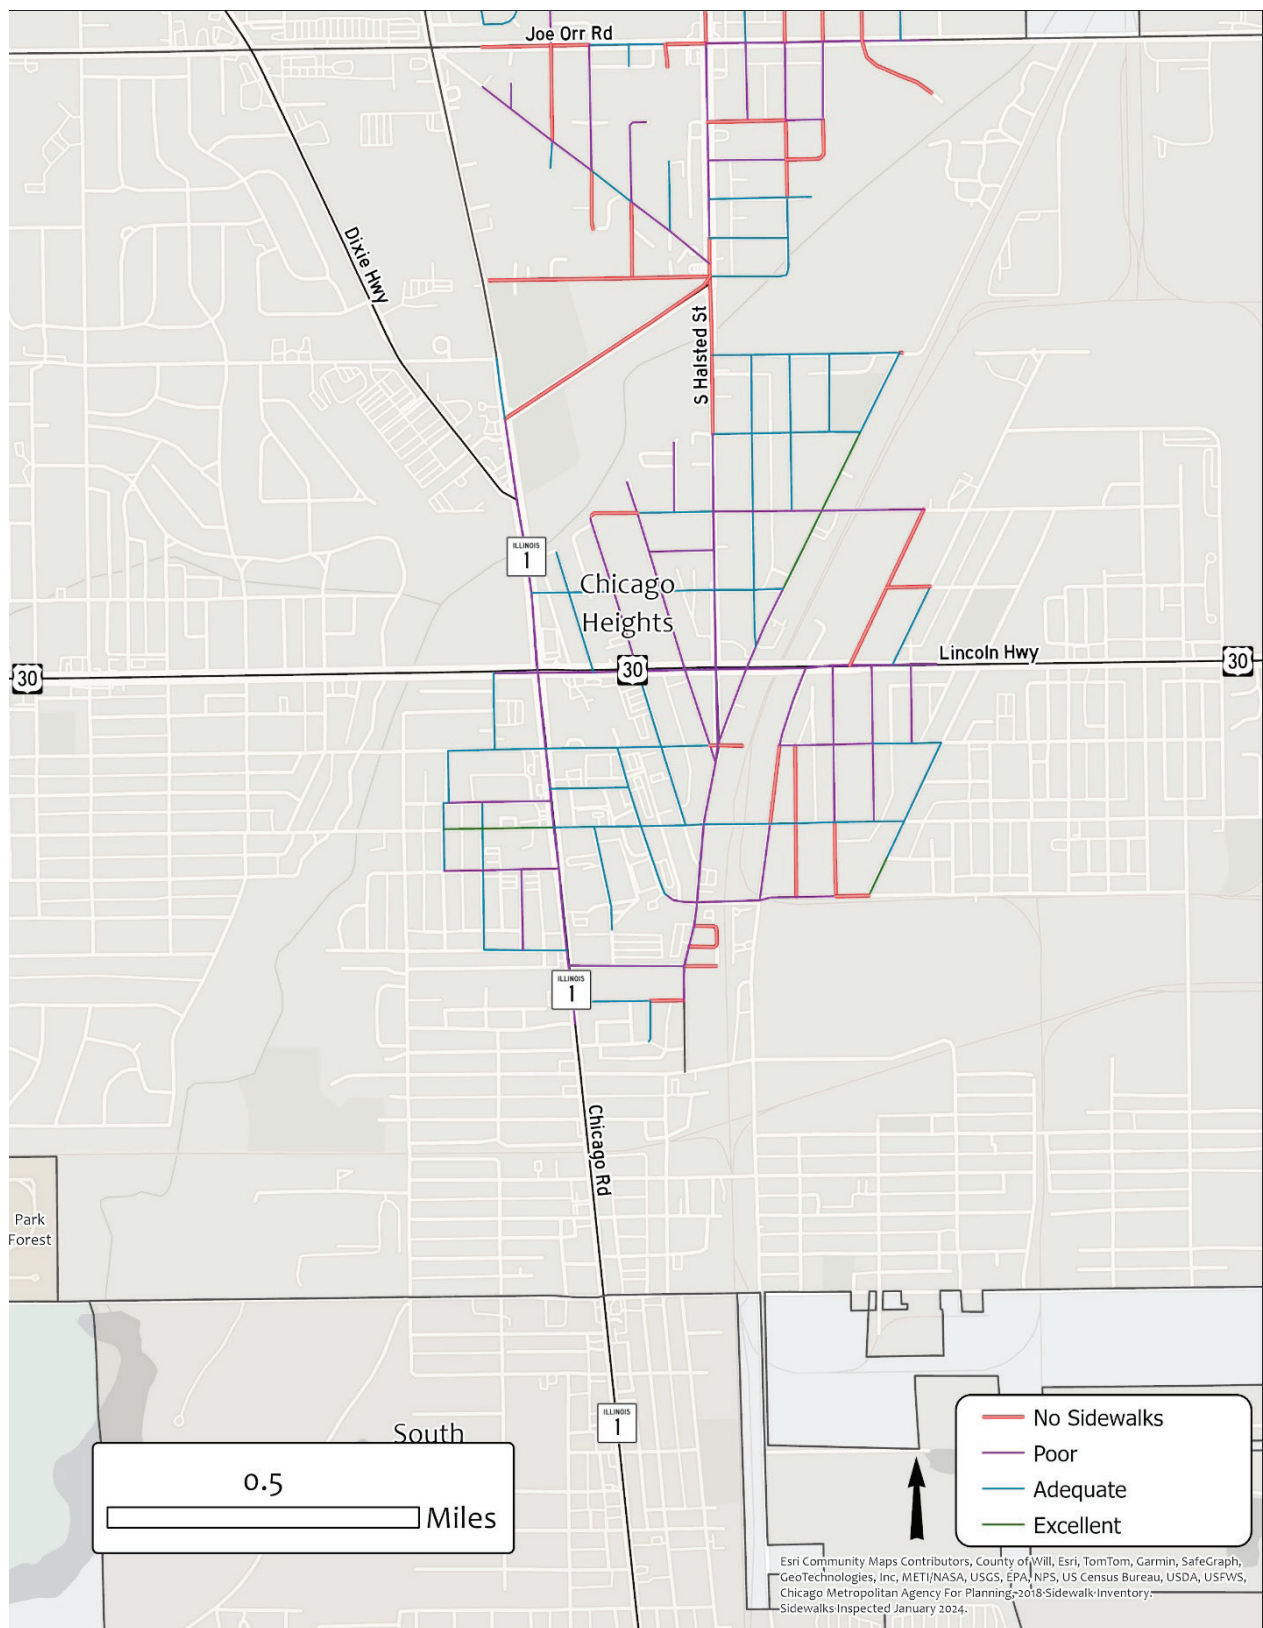 Joe Orr Rd
Dixie Hwy
S Halsted St
ILLINOIS
1
Chicago
Heights
Lincoln Hwy
30
30
30
ILLINOIS
1
Chicago Rd
Park
Forest
ILLINOIS
1
South
0.5
Miles
No Sidewalks
Poor
Adequate
Excellent
Esri Community Maps Contributors, County of Will, Esri, TomTom, Garmin, SafeGraph,
GeoTechnologies, Inc, METI/NASA, USGS, EPA, NPS, US Census Bureau, USDA, USFWS,
Chicago Metropolitan Agency For Planning, 2018 Sidewalk Inventory.
Sidewalks Inspected January 2024.